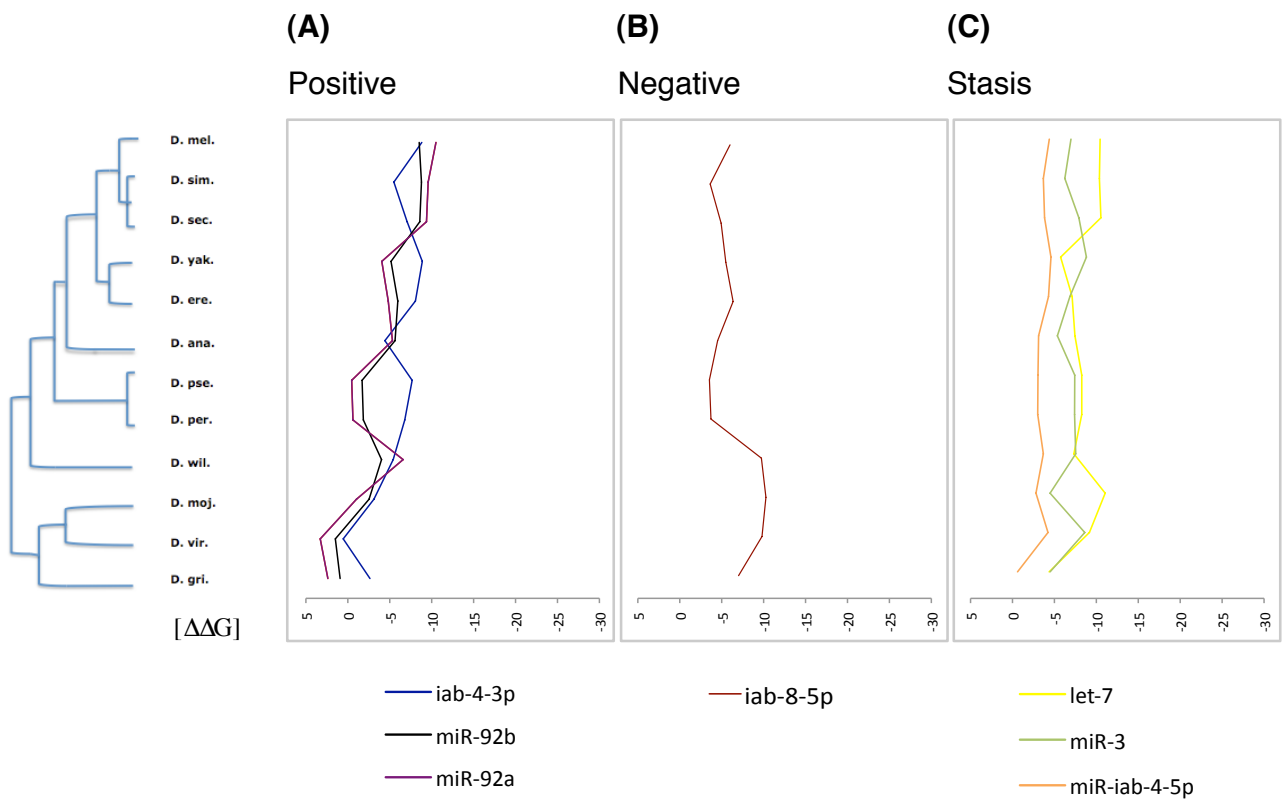 (A)
(B)
(C)
Positive
Negative
Stasis
D. mel.
D. sim.
D. sec.
D. yak.
D. ere.
D. ana.
D. pse.
D. per.
D. wil.
D. moj.
D. vir.
D. gri.
[ΔΔG]
5 0 -5 -10 -15 -20 -25 -30
5 0 -5 -10 -15 -20 -25 -30
5 0 -5 -10 -15 -20 -25 -30
iab-4-3p
miR-92b
miR-92a
iab-8-5p
let-7
miR-3
miR-iab-4-5p